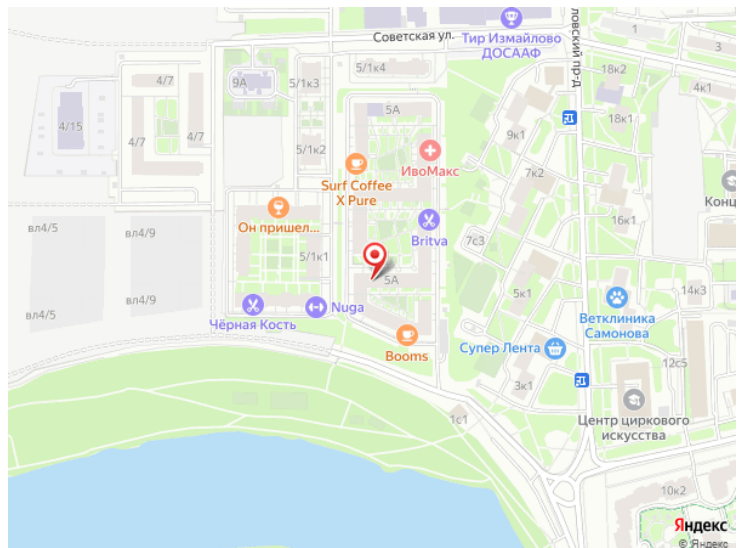 Советская ул.
Тир Измайлово
ДОСААФ
ловский пр-д
1
3
4/7
9А
5/1к3
5/1к4
18к2
4к1
4/15
4/7
4/7
5/1к2
5А
ИвоМакс
9к1
18к1
Surf Coffee
X Pure
7к2
Конц
Он пришел...
Britva
16к1
вл4/5
вл4/9
5/1к1
7с3
5А
5к1
14к3
вл4/5
вл4/9
Чёрная Кость
Nuga
Ветклиника
Самонова
Booms
Супер Лента
12с5
3к1
1с1
Центр циркового
искусства
10к2
Яндекс
© Яндекс